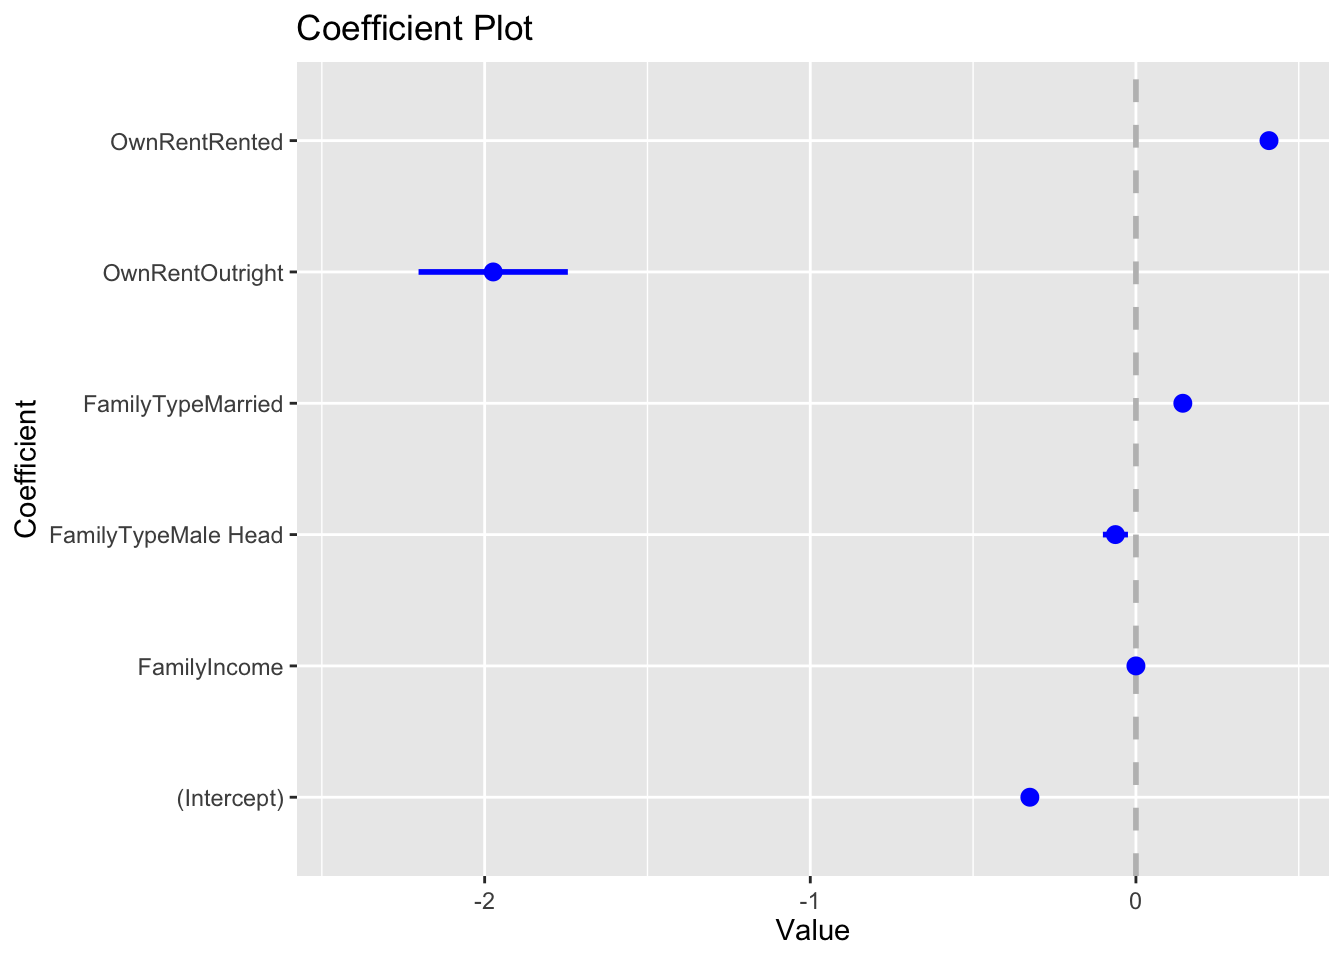 Coefficient Plot
OwnRentRented
OwnRentOutright
FamilyTypeMarried
FamilyTypeMale Head
FamilyIncome
(Intercept)
Coefficient
-2
-1
0
Value